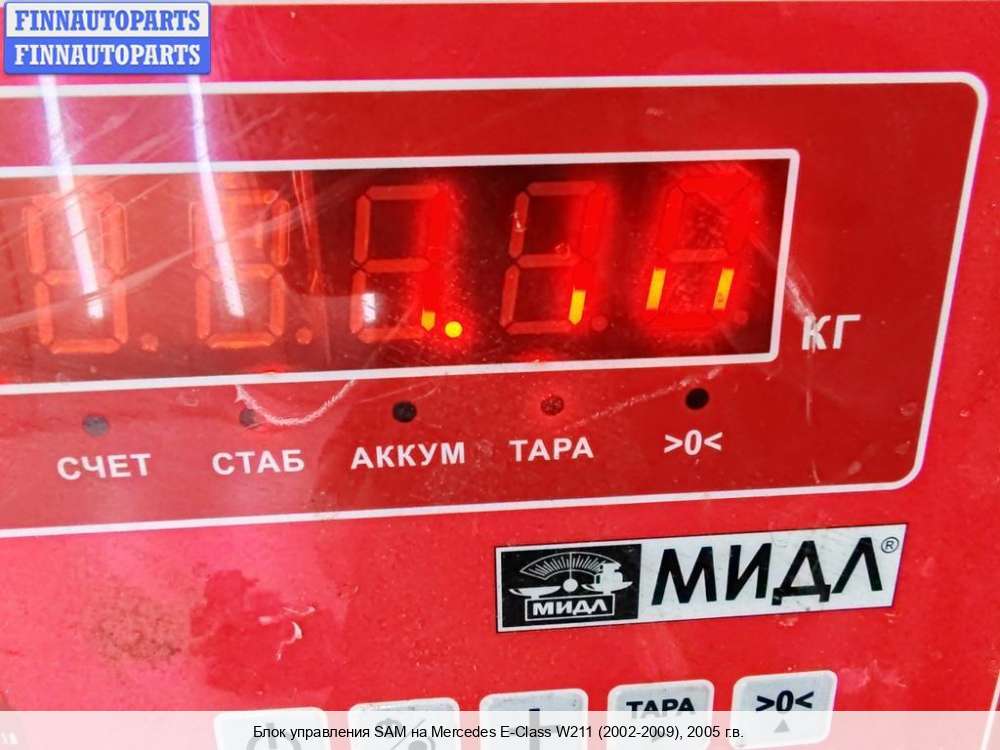 FINNAUTOPARTS
FINNAUTOPARTS
КГ
СЧЕТ СТАБ АККУМ ТАРА >0<
МИДЛ МИДЛ®
ТАРА >0<
Блок управления SAM на Mercedes E-Class W211 (2002-2009), 2005 г.в.